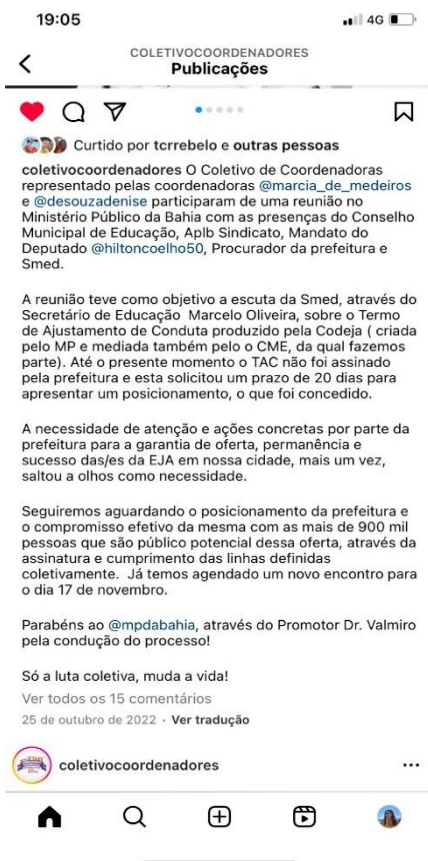 19:05
4G
COLETIVOCOORDENADORES
Publicações
Curtido por tcrrebelo e outras pessoas
coletivocoordenadores O Coletivo de Coordenadoras
representado pelas coordenadoras @marcia_de_medeiros
e @desouzadenise participaram de uma reunião no
Ministério Público da Bahia com as presenças do Conselho
Municipal de Educação, Aplb Sindicato, Mandato do
Deputado @hiltoncoelho50, Procurador da prefeitura e
Smed.
A reunião teve como objetivo a escuta da Smed, através do
Secretário de Educação Marcelo Oliveira, sobre o Termo
de Ajustamento de Conduta produzido pela Codeja ( criada
pelo MP e mediada também pelo o CME, da qual fazemos
parte). Até o presente momento o TAC não foi assinado
pela prefeitura e esta solicitou um prazo de 20 dias para
apresentar um posicionamento, o que foi concedido.
A necessidade de atenção e ações concretas por parte da
prefeitura para a garantia de oferta, permanência e
sucesso das/es da EJA em nossa cidade, mais um vez,
saltou a olhos como necessidade.
Seguiremos aguardando o posicionamento da prefeitura e
o compromisso efetivo da mesma com as mais de 900 mil
pessoas que são público potencial dessa oferta, através da
assinatura e cumprimento das linhas definidas
coletivamente. Já temos agendado um novo encontro para
o dia 17 de novembro.
Parabéns ao @mpdabahia, através do Promotor Dr. Valmiro
pela condução do processo!
Só a luta coletiva, muda a vida!
Ver todos os 15 comentários
25 de outubro de 2022 · Ver tradução
coletivocoordenadores